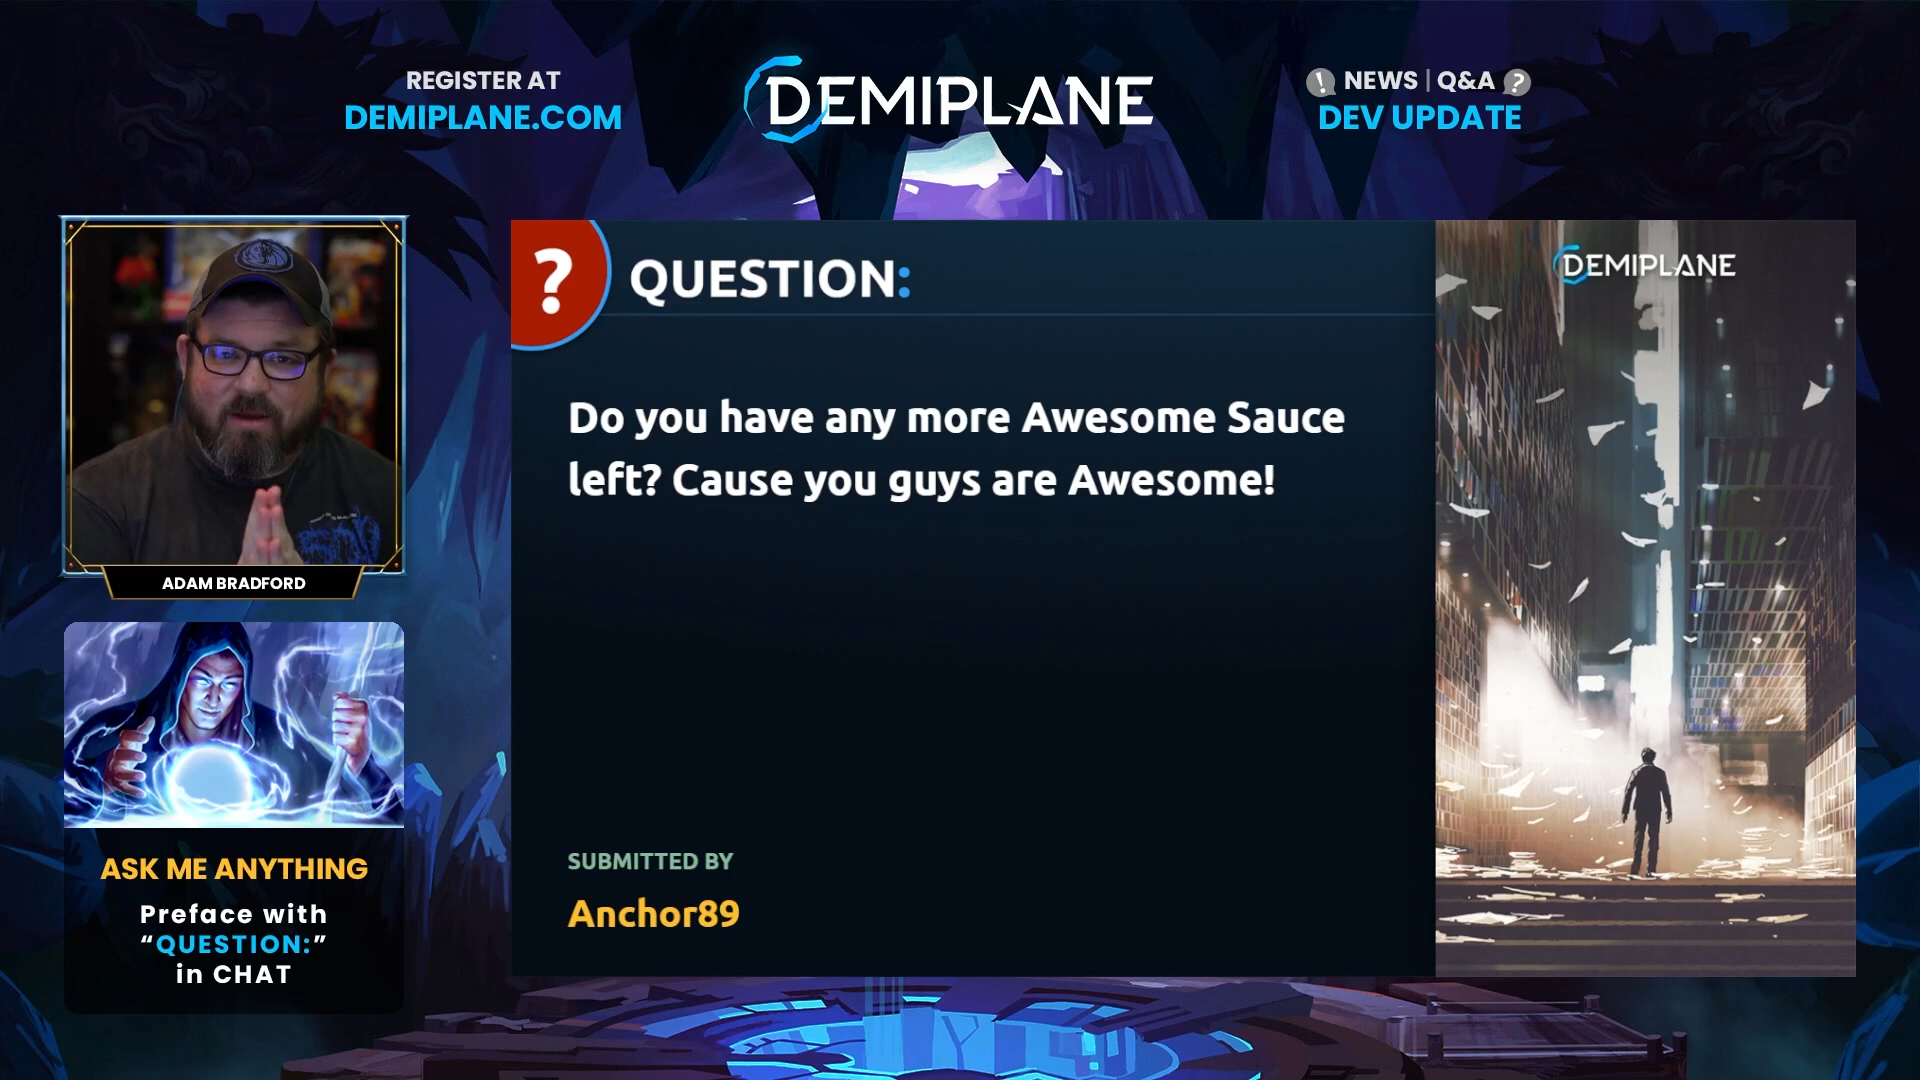 REGISTER AT
DEMIPLANE.COM
DEMIPLANE
! NEWS | Q&A ?
DEV UPDATE
ADAM BRADFORD
ASK ME ANYTHING
Preface with
“QUESTION:”
in CHAT
? QUESTION:
Do you have any more Awesome Sauce
left? Cause you guys are Awesome!
SUBMITTED BY
Anchor89
DEMIPLANE